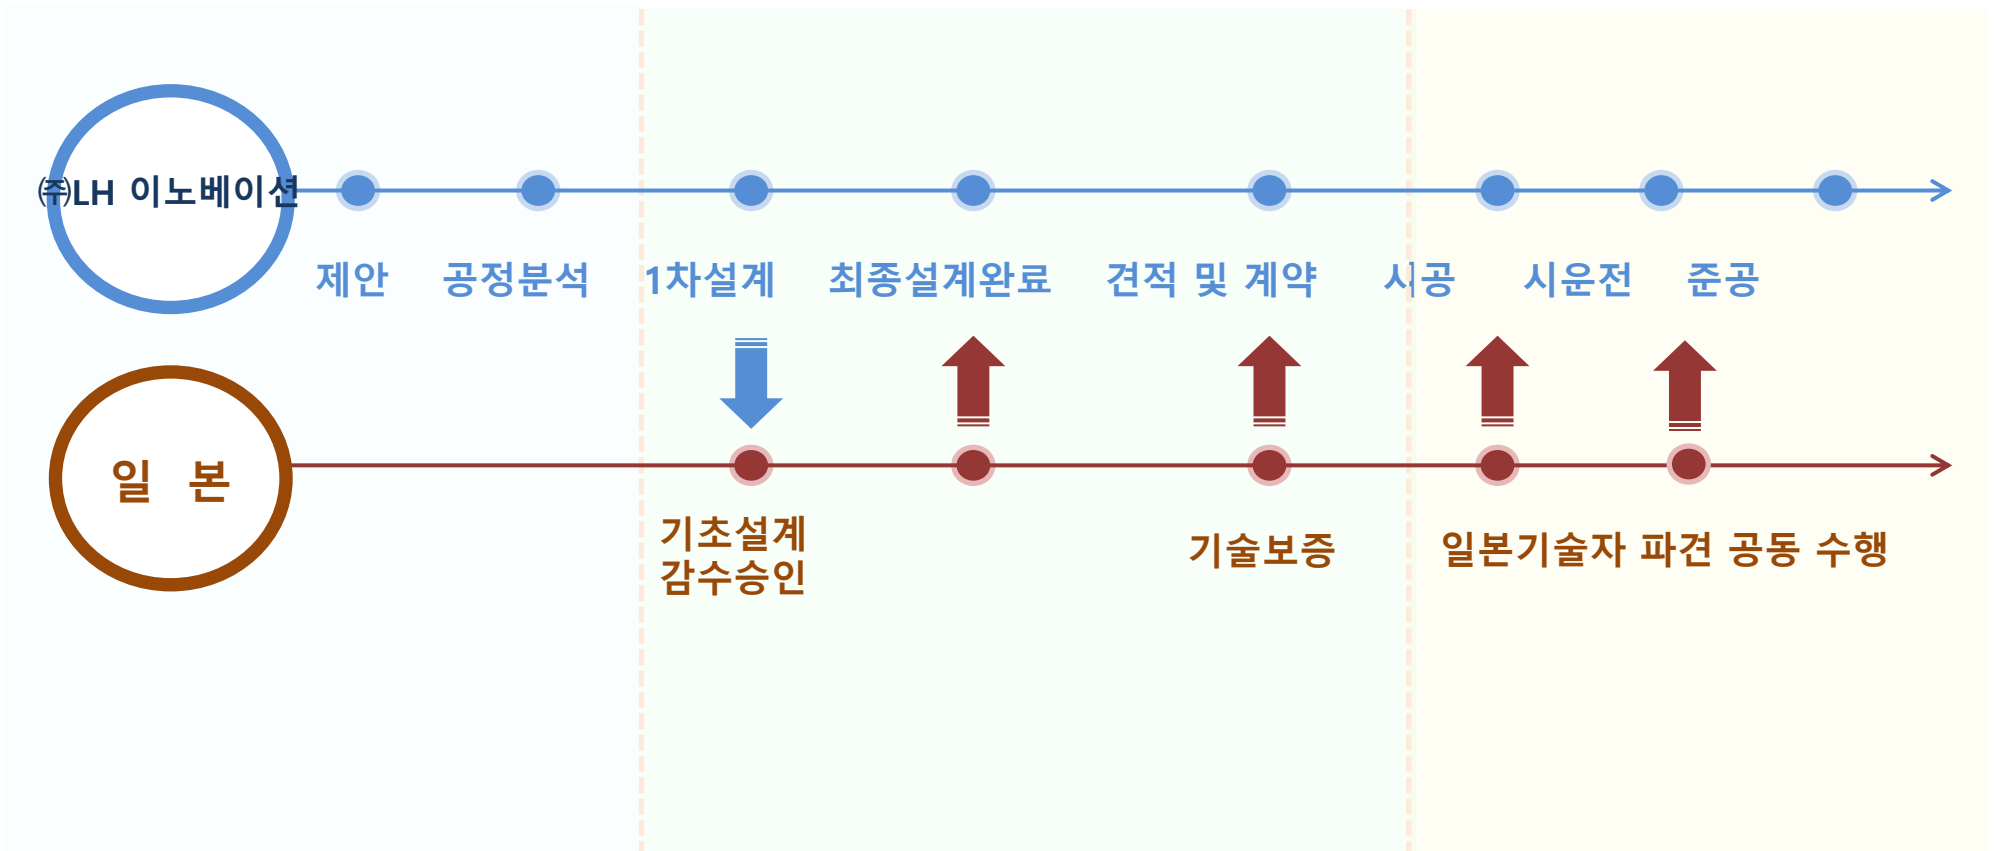 ㈜LH 이노베이션
제안 공정분석 1차설계 최종설계완료 견적 및 계약 시공 시운전 준공
일 본
기초설계
감수승인
기술보증
일본기술자 파견 공동 수행